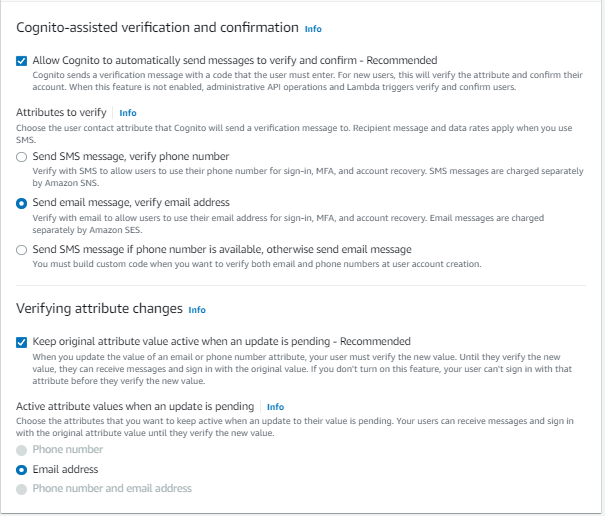 Cognito-assisted verification and confirmation Info
Allow Cognito to automatically send messages to verify and confirm - Recommended
Cognito sends a verification message with a code that the user must enter. For new users, this will verify the attribute and confirm their
account. When this feature is not enabled, administrative API operations and Lambda triggers verify and confirm users.
Attributes to verify Info
Choose the user contact attribute that Cognito will send a verification message to. Recipient message and data rates apply when you use
SMS.
Send SMS message, verify phone number
Verify with SMS to allow users to use their phone number for sign-in, MFA, and account recovery. SMS messages are charged separately
by Amazon SNS.
Send email message, verify email address
Verify with email to allow users to use their email address for sign-in, MFA, and account recovery. Email messages are charged
separately by Amazon SES.
Send SMS message if phone number is available, otherwise send email message
You must build custom code when you want to verify both email and phone numbers at user account creation.
Verifying attribute changes Info
Keep original attribute value active when an update is pending - Recommended
When you update the value of an email or phone number attribute, your user must verify the new value. Until they verify the new
value, they can receive messages and sign in with the original value. If you don't turn on this feature, your user can't sign in with that
attribute before they verify the new value.
Active attribute values when an update is pending Info
Choose the attributes that you want to keep active when an update to their value is pending. Your users can receive messages and sign in
with the original attribute value until they verify the new value.
Phone number
Email address
Phone number and email address